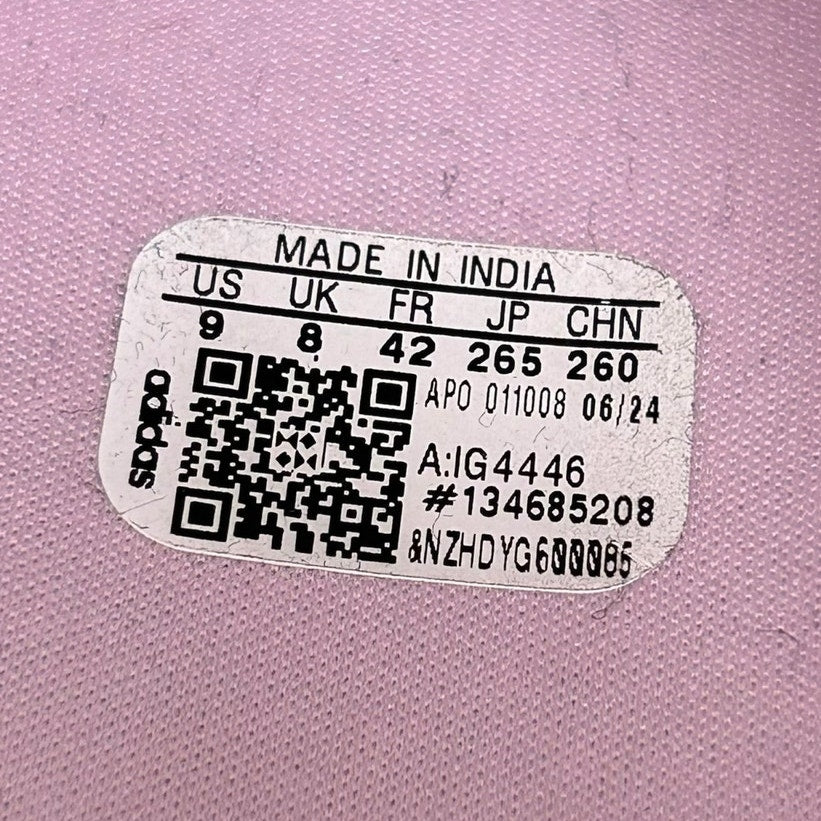 MADE IN INDIA
US UK FR JP CHN
9 8 42 265 260
APO 011008 06/24
adidas
A:IG4446
#134685208
&NZHDYG600085